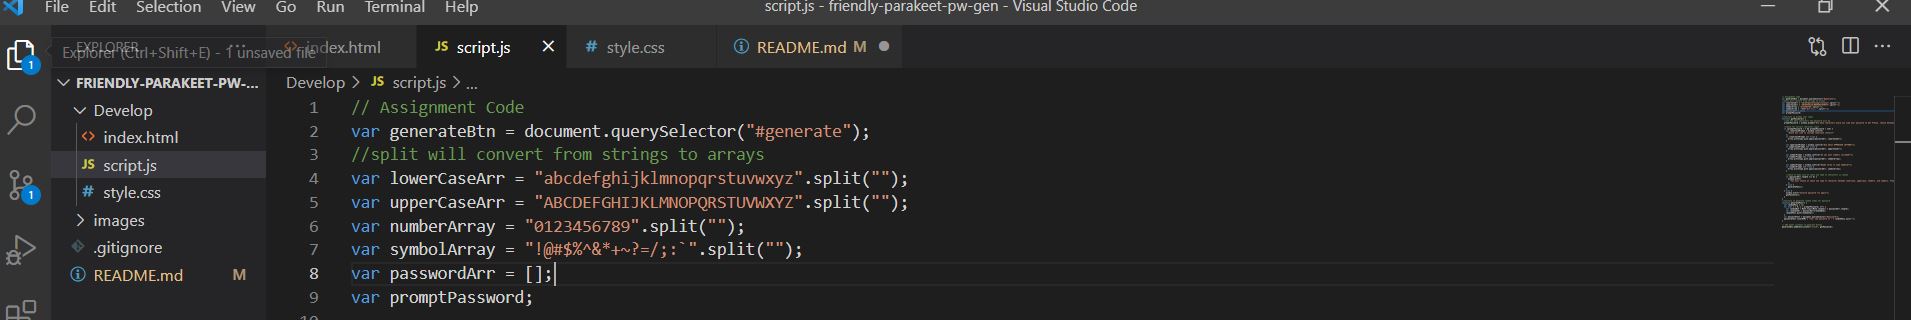 File Edit Selection View Go Run Terminal Help script.js - friendly-parakeet-pw-gen - Visual Studio Code
EXPLORER ...
Explorer (Ctrl+Shift+E) - 1 unsaved file
index.html JS script.js # style.css README.md M
1
FRIENDLY-PARAKEET-PW-...
Develop
index.html
JS script.js
# style.css
images
.gitignore
README.md M
1
Develop > JS script.js > ...
1 // Assignment Code
2 var generateBtn = document.querySelector("#generate");
3 //split will convert from strings to arrays
4 var lowerCaseArr = "abcdefghijklmnopqrstuvwxyz".split("");
5 var upperCaseArr = "ABCDEFGHIJKLMNOPQRSTUVWXYZ".split("");
6 var numberArray = "0123456789".split("");
7 var symbolArray = "!@#$%^&*+~?=/;:`".split("");
8 var passwordArr = [];
9 var promptPassword;